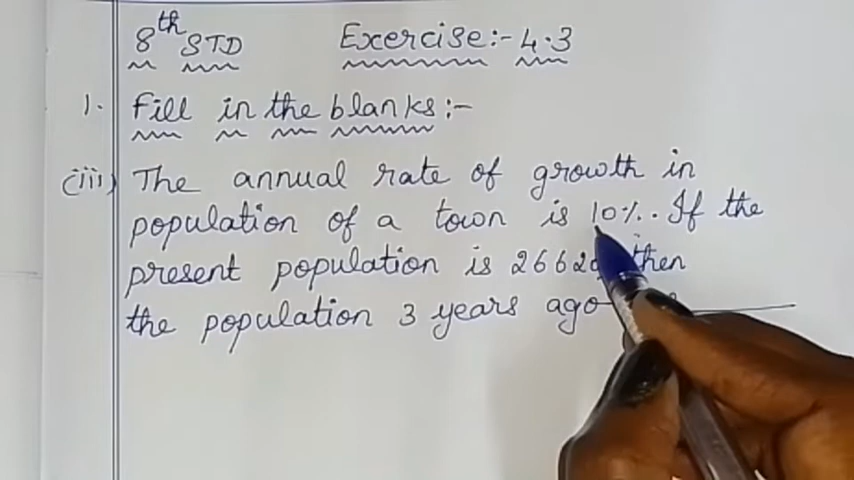 8th STD Exercise:- 4.3
1. Fill in the blanks:-
(iii) The annual rate of growth in
population of a town is 10%. If the
present population is 26620, then
the population 3 years ago